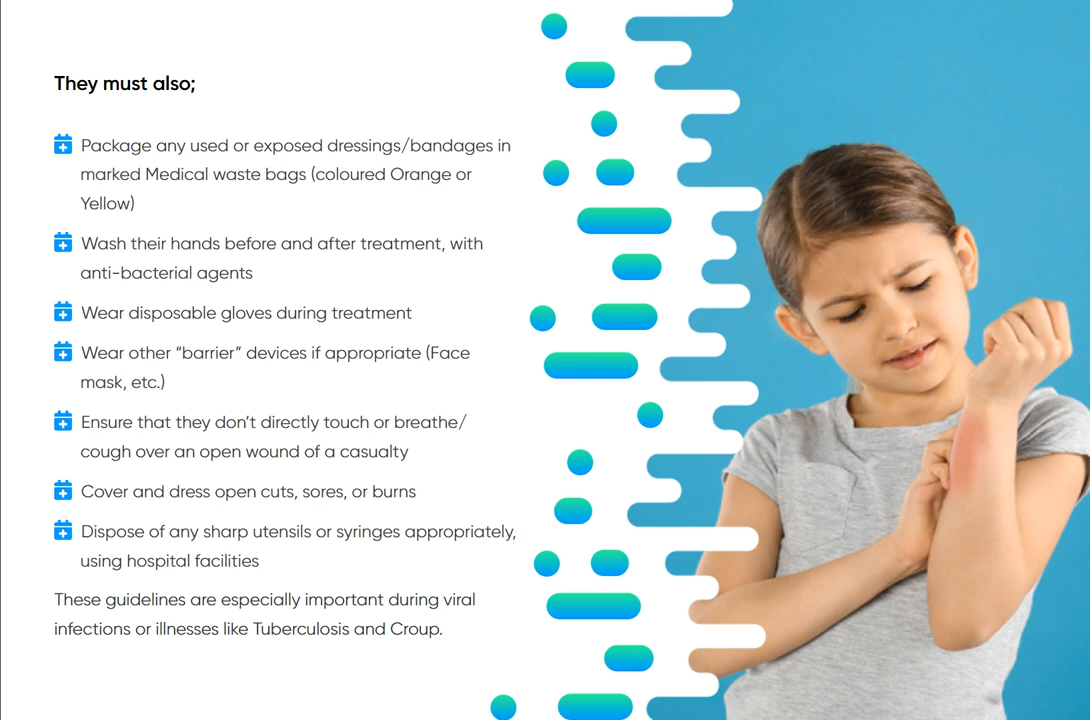 They must also;
Package any used or exposed dressings/bandages in
marked Medical waste bags (coloured Orange or
Yellow)
Wash their hands before and after treatment, with
anti-bacterial agents
Wear disposable gloves during treatment
Wear other “barrier” devices if appropriate (Face
mask, etc.)
Ensure that they don’t directly touch or breathe/
cough over an open wound of a casualty
Cover and dress open cuts, sores, or burns
Dispose of any sharp utensils or syringes appropriately,
using hospital facilities
These guidelines are especially important during viral
infections or illnesses like Tuberculosis and Croup.